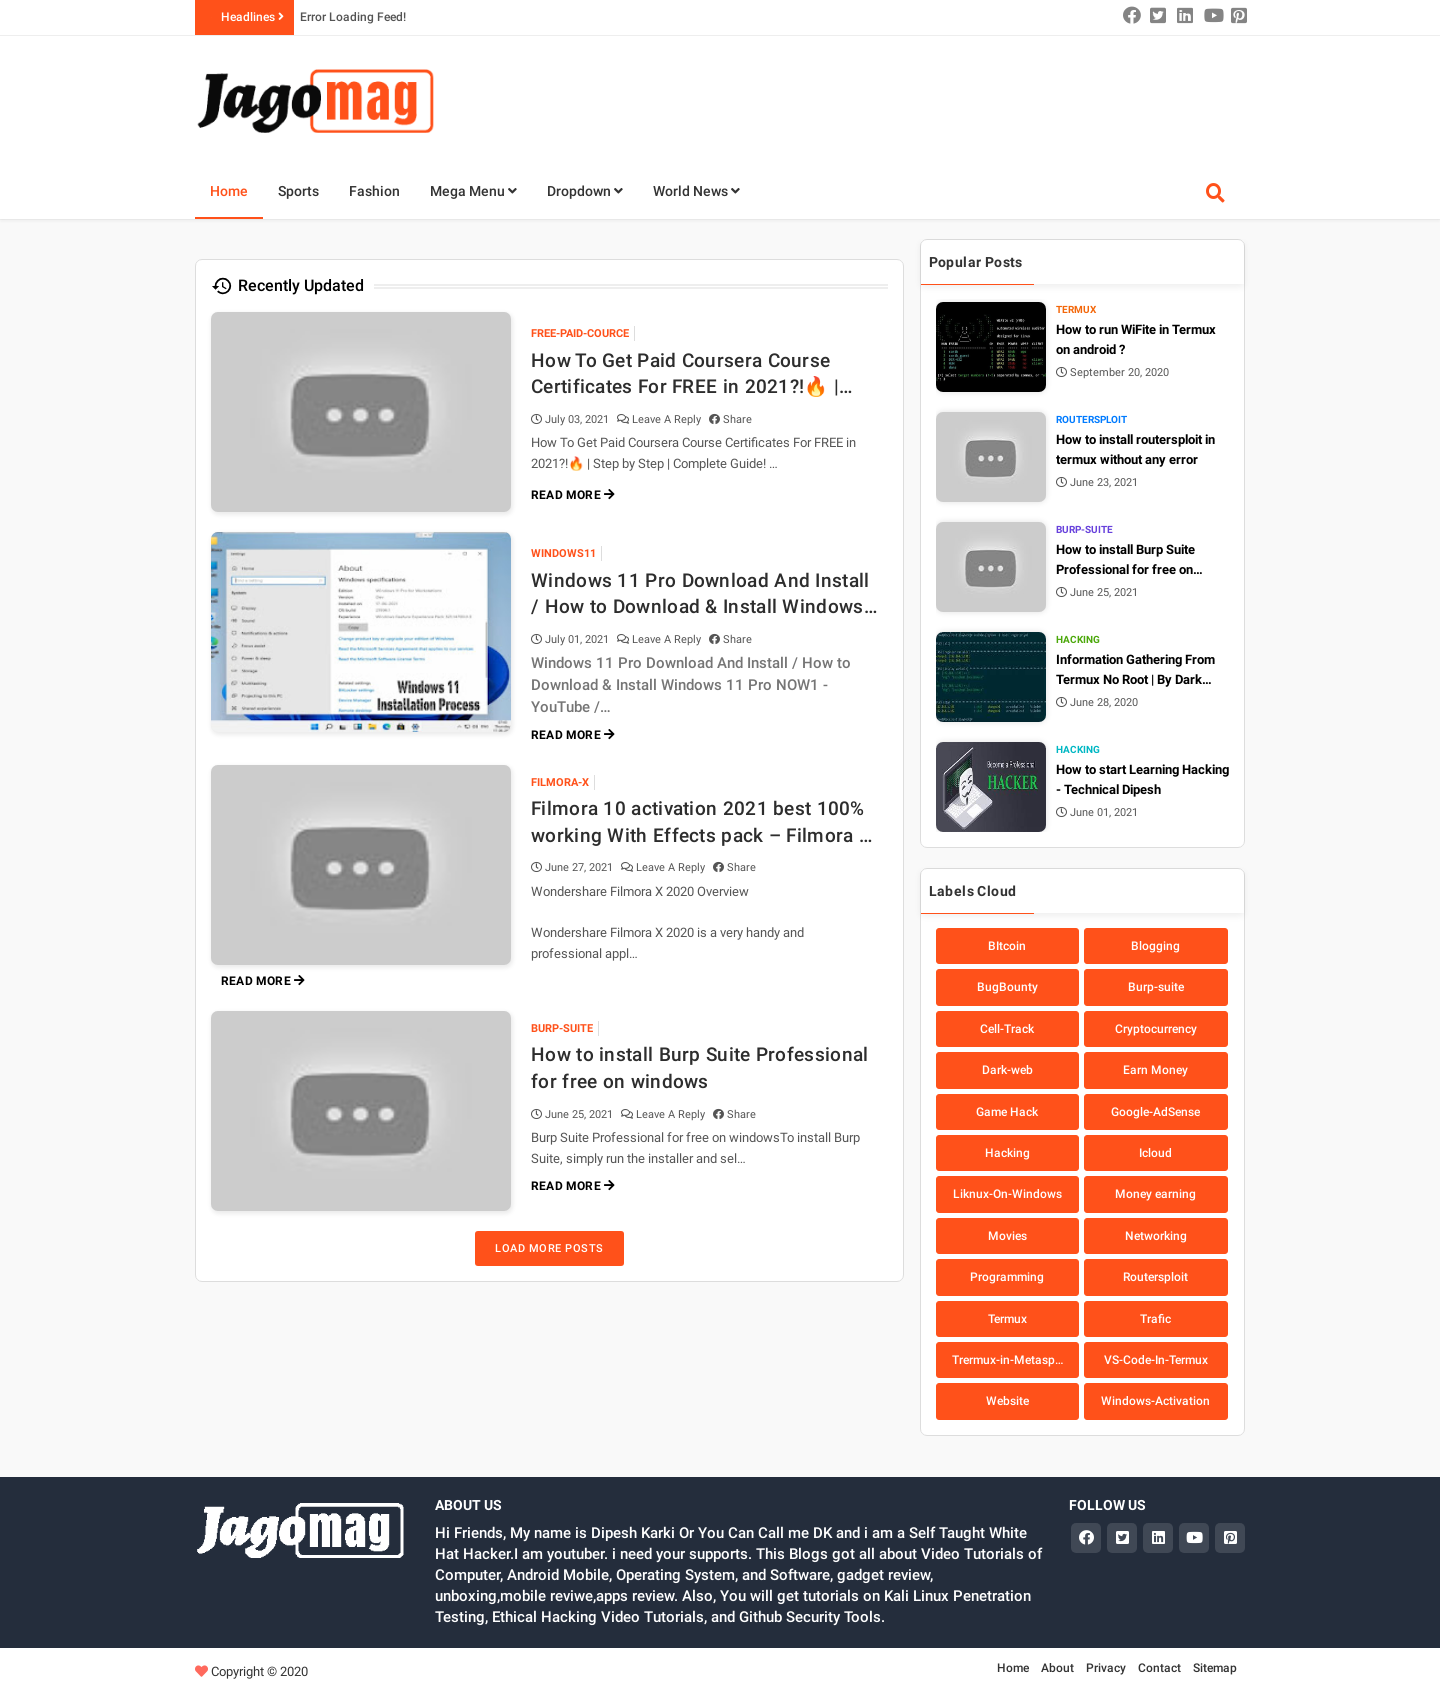 Headlines
Error Loading Feed!
Jagomag
Home
Sports
Fashion
Mega Menu
Dropdown
World News
Recently Updated
FREE-PAID-COURCE
How To Get Paid Coursera Course
Certificates For FREE in 2021?!🔥 |...
July 03, 2021 Leave A Reply Share
How To Get Paid Coursera Course Certificates For FREE in
2021?!🔥 | Step by Step | Complete Guide! ...
READ MORE
About
Windows specifications
Windows 11
Installation Process
WINDOWS11
Windows 11 Pro Download And Install
/ How to Download & Install Windows...
July 01, 2021 Leave A Reply Share
Windows 11 Pro Download And Install / How to
Download & Install Windows 11 Pro NOW1 -
YouTube /...
READ MORE
FILMORA-X
Filmora 10 activation 2021 best 100%
working With Effects pack – Filmora ...
June 27, 2021 Leave A Reply Share
Wondershare Filmora X 2020 Overview
Wondershare Filmora X 2020 is a very handy and
professional appl...
READ MORE
BURP-SUITE
How to install Burp Suite Professional
for free on windows
June 25, 2021 Leave A Reply Share
Burp Suite Professional for free on windowsTo install Burp
Suite, simply run the installer and sel...
READ MORE
LOAD MORE POSTS
Popular Posts
TERMUX
How to run WiFite in Termux
on android ?
September 20, 2020
ROUTERSPLOIT
How to install routersploit in
termux without any error
June 23, 2021
BURP-SUITE
How to install Burp Suite
Professional for free on...
June 25, 2021
HACKING
Information Gathering From
Termux No Root | By Dark...
June 28, 2020
Become a Professional
HACKER
HACKING
How to start Learning Hacking
- Technical Dipesh
June 01, 2021
Labels Cloud
BItcoin
Blogging
BugBounty
Burp-suite
Cell-Track
Cryptocurrency
Dark-web
Earn Money
Game Hack
Google-AdSense
Hacking
Icloud
Liknux-On-Windows
Money earning
Movies
Networking
Programming
Routersploit
Termux
Trafic
Trermux-in-Metasp...
VS-Code-In-Termux
Website
Windows-Activation
Jagomag
ABOUT US
Hi Friends, My name is Dipesh Karki Or You Can Call me DK and i am a Self Taught White
Hat Hacker.I am youtuber. i need your supports. This Blogs got all about Video Tutorials of
Computer, Android Mobile, Operating System, and Software, gadget review,
unboxing,mobile reviwe,apps review. Also, You will get tutorials on Kali Linux Penetration
Testing, Ethical Hacking Video Tutorials, and Github Security Tools.
FOLLOW US
Copyright © 2020
Home
About
Privacy
Contact
Sitemap